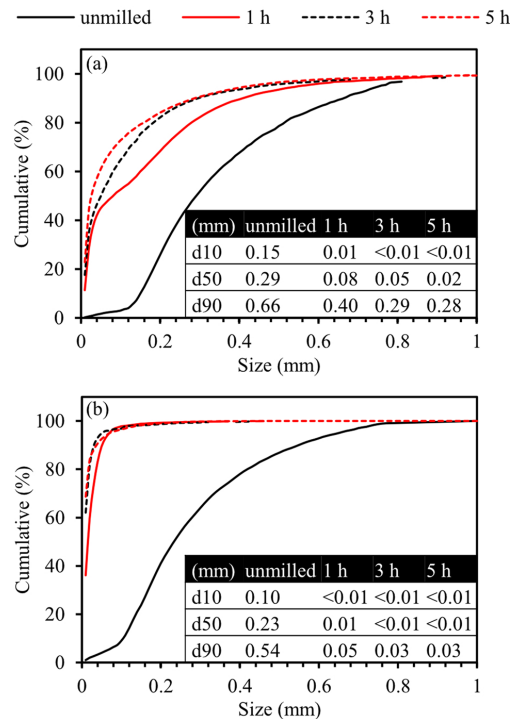 unmilled 1 h 3 h 5 h
(a)
100
80
60
40
20
0
Cumulative (%)
(mm) unmilled 1 h 3 h 5 h
d10 0.15 0.01 <0.01 <0.01
d50 0.29 0.08 0.05 0.02
d90 0.66 0.40 0.29 0.28
0 0.2 0.4 0.6 0.8 1
Size (mm)
(b)
100
80
60
40
20
0
Cumulative (%)
(mm) unmilled 1 h 3 h 5 h
d10 0.10 <0.01 <0.01 <0.01
d50 0.23 0.01 <0.01 <0.01
d90 0.54 0.05 0.03 0.03
0 0.2 0.4 0.6 0.8 1
Size (mm)